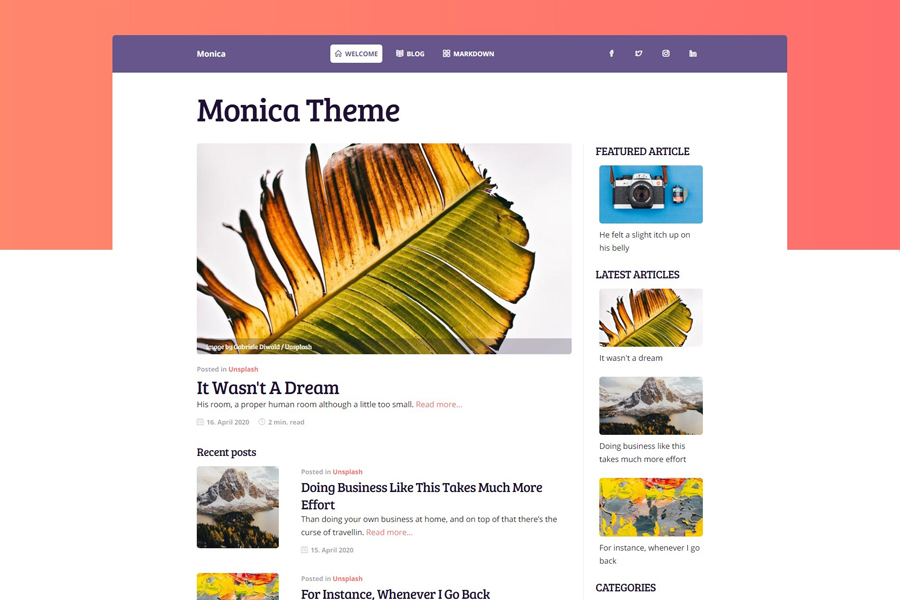 Monica
WELCOME
BLOG
MARKDOWN
Monica Theme
Image by Gabriele Diwald / Unsplash
Posted in Unsplash
It Wasn't A Dream
His room, a proper human room although a little too small. Read more...
16. April 2020
2 min. read
Recent posts
Posted in Unsplash
Doing Business Like This Takes Much More
Effort
Than doing your own business at home, and on top of that there's the
curse of travellin. Read more...
15. April 2020
Posted in Unsplash
For Instance, Whenever I Go Back
FEATURED ARTICLE
He felt a slight itch up on
his belly
LATEST ARTICLES
It wasn't a dream
Doing business like this
takes much more effort
For instance, whenever I go
back
CATEGORIES